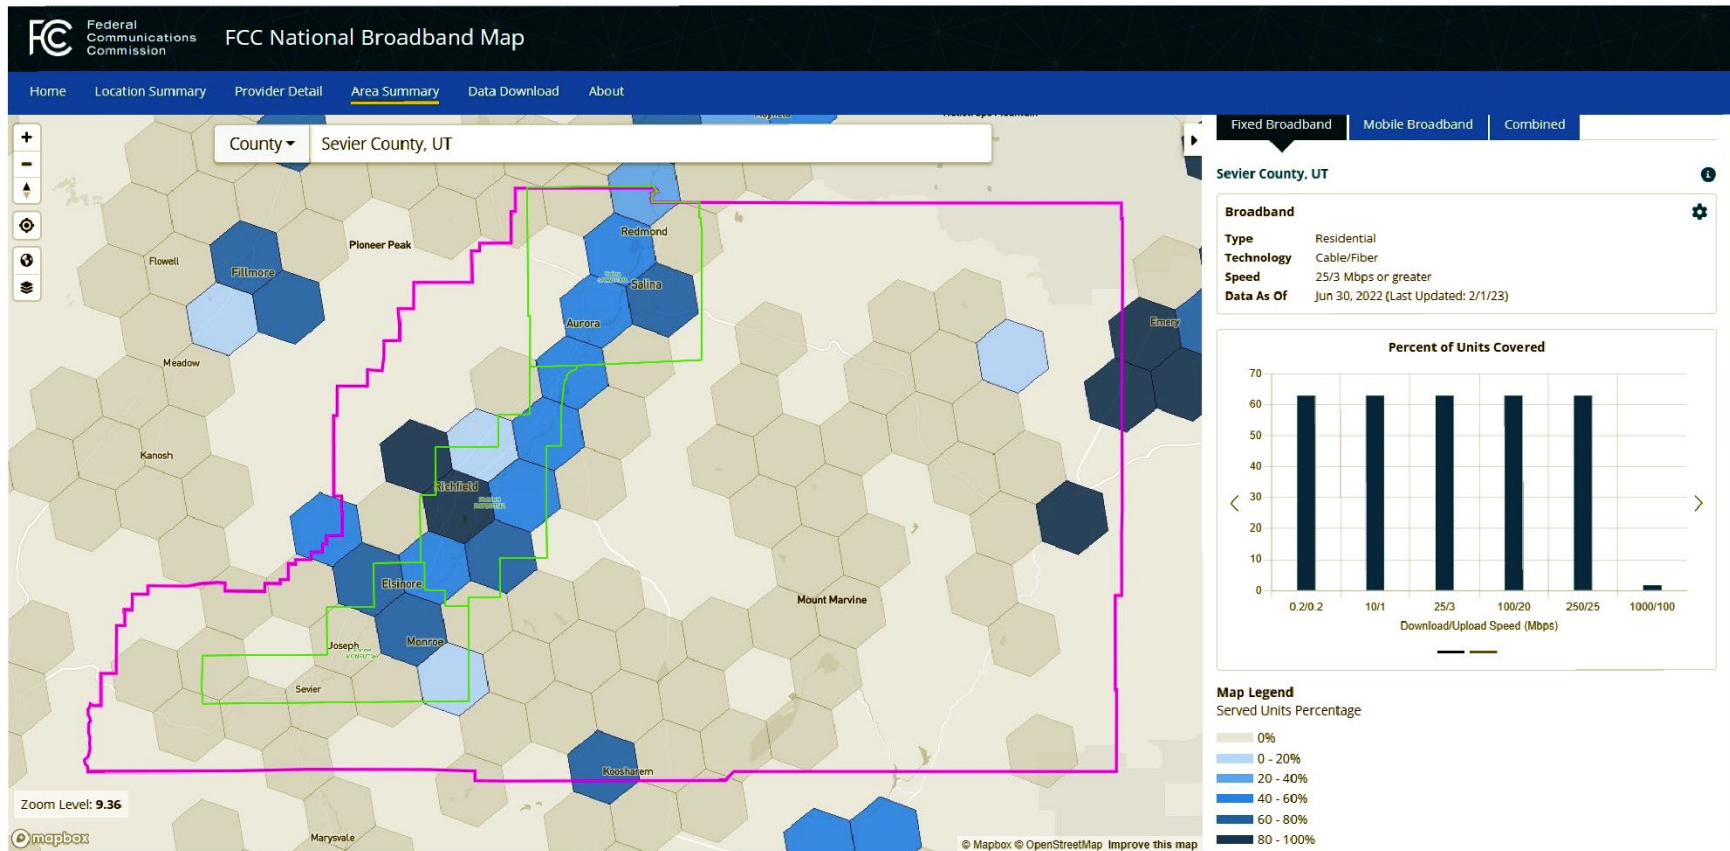 FCC Federal
Communications
Commission
FCC National Broadband Map
Home Location Summary Provider Detail Area Summary Data Download About
County Sevier County, UT
Fixed Broadband Mobile Broadband Combined
Sevier County, UT
Broadband
Type Residential
Technology Cable/Fiber
Speed 25/3 Mbps or greater
Data As Of Jun 30, 2022 (Last Updated: 2/1/23)
Percent of Units Covered
70
60
50
40
30
20
10
0
0.2/0.2 10/1 25/3 100/20 250/25 1000/100
Download/Upload Speed (Mbps)
Map Legend
Served Units Percentage
0%
0 - 20%
20 - 40%
40 - 60%
60 - 80%
80 - 100%
Redmond
Pioneer Peak
Flowell
Fillmore
Salina
Aurora
Emery
Meadow
Kanosh
Richfield
Elsinore
Mount Marvine
Monroe
Joseph
Sevier
Koosharem
Zoom Level: 9.36
mapbox
Marysvale
© Mapbox © OpenStreetMap Improve this map